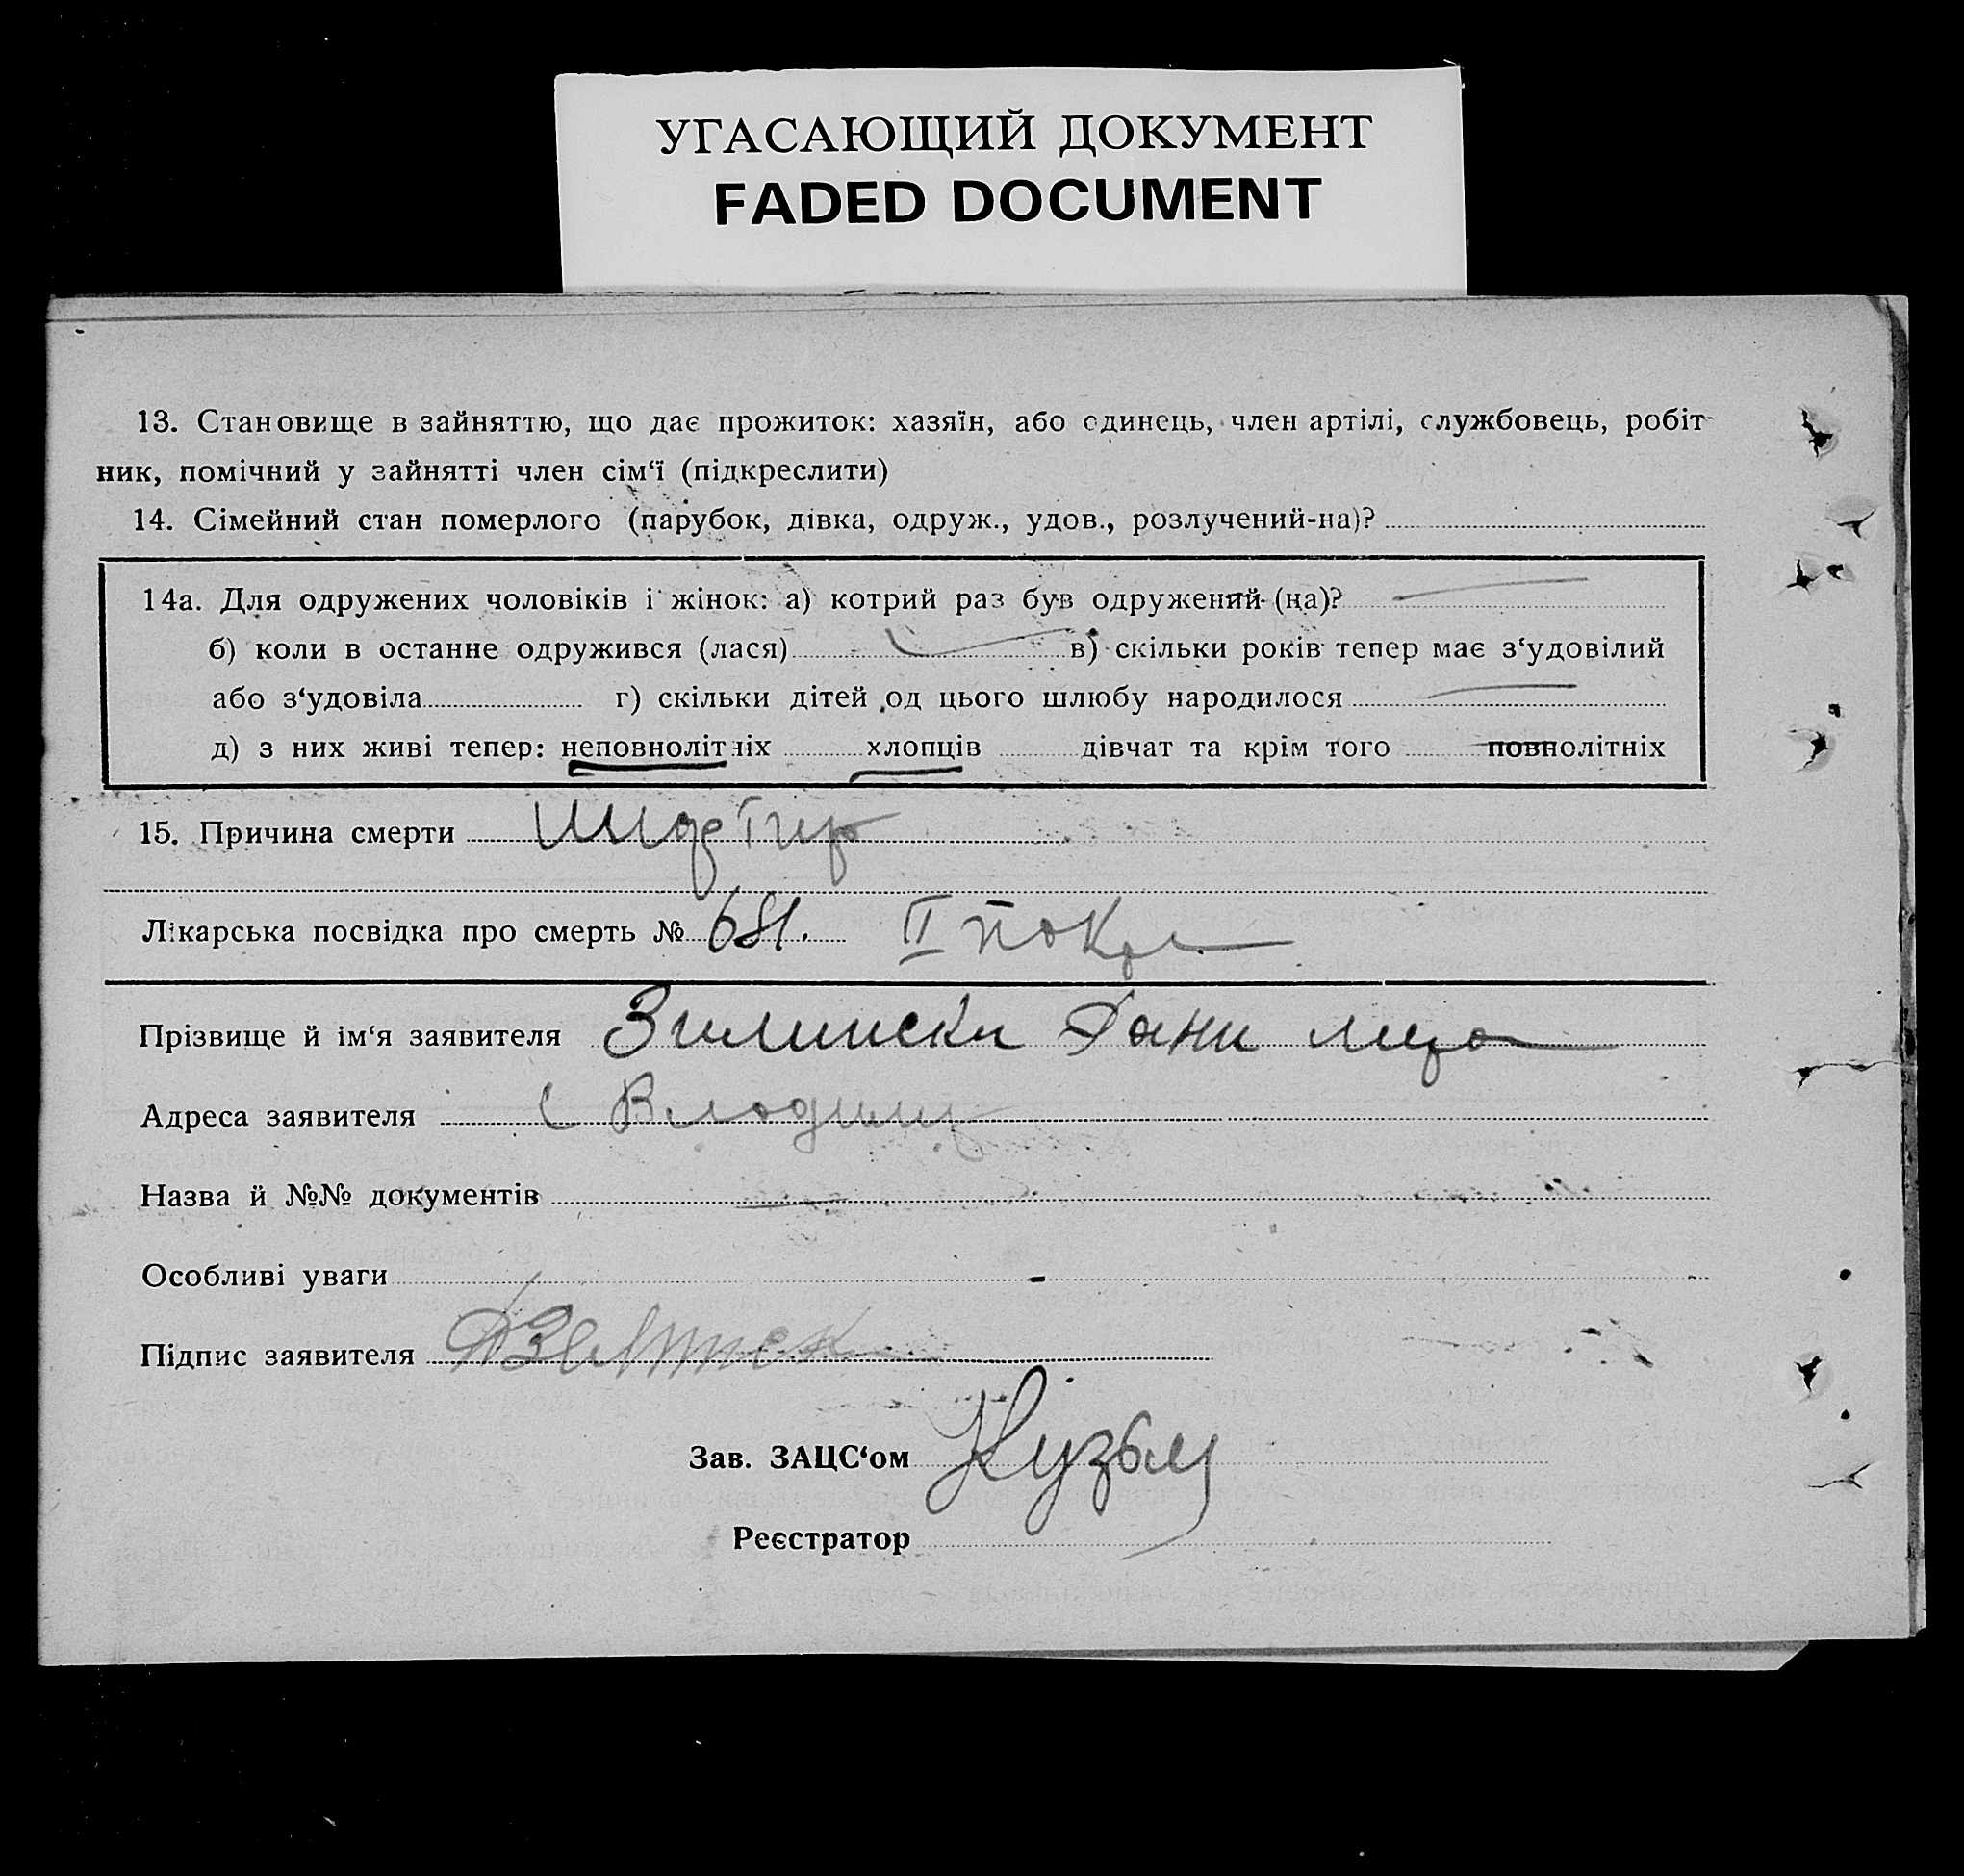 УГАСАЮЩИЙ ДОКУМЕНТ
FADED DOCUMENT
13. Становище в зайняттю, що дає прожиток: хазяїн, або одинець, член артілі, службовець, робіт-
ник, помічний у зайнятті член сім‘ї (підкреслити)
14. Сімейний стан померлого (парубок, дівка, одруж., удов., розлучений-на)?
14а. Для одружених чоловіків і жінок: а) котрий раз був одружений (на)?
б) коли в останне одружився (лася) в) скільки років тепер має з‘удовілий
або з‘удовіла г) скільки дітей од цього шлюбу народилося
д) з них живі тепер: неповнолітніх хлопців дівчат та крім того повнолітніх
15. Причина смерти
Лікарська посвідка про смерть № 681. II
Прізвище й ім‘я заявителя
Адреса заявителя
Назва й №№ документів
Особливі уваги
Підпис заявителя
Зав. ЗАЦС‘ом
Реєстратор